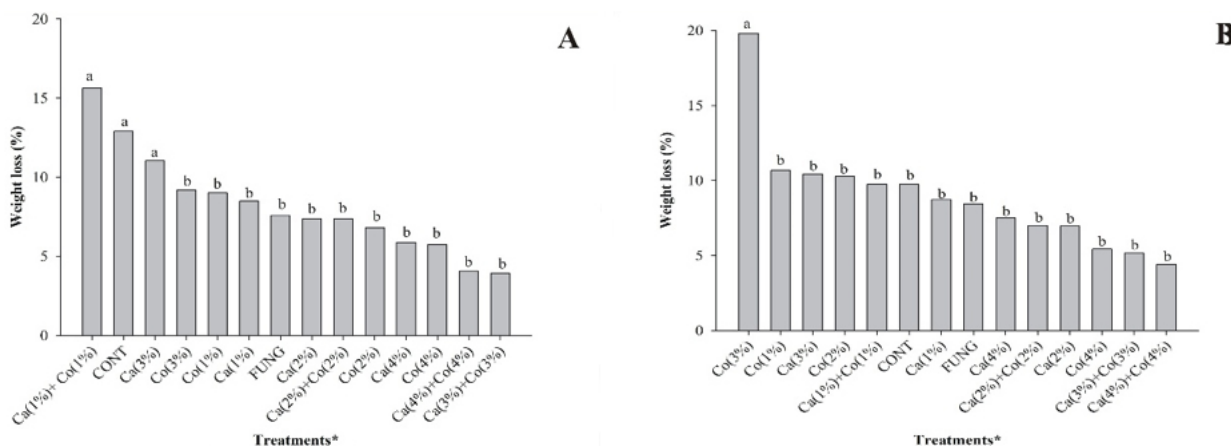 A
20
15
10
5
0
Weight loss (%)
a
a
a
b
b
b
b
b
b
b
b
b
b
b
Ca(1%)+ Co(1%)
CONT
Ca(3%)
Co(3%)
Co(1%)
Ca(1%)
FUNG
Ca(2%)
Ca(2%)+Co(2%)
Co(2%)
Ca(4%)
Co(4%)
Ca(4%)+Co(4%)
Ca(3%)+Co(3%)
Treatments*
B
20
15
10
5
0
Weight loss (%)
a
b
b
b
b
b
b
b
b
b
b
b
b
b
Co(3%)
Co(1%)
Ca(3%)
Co(2%)
Ca(1%)+Co(1%)
CONT
Ca(1%)
FUNG
Ca(4%)
Ca(2%)+Co(2%)
Ca(2%)
Co(4%)
Ca(3%)+Co(3%)
Ca(4%)+Co(4%)
Treatments*